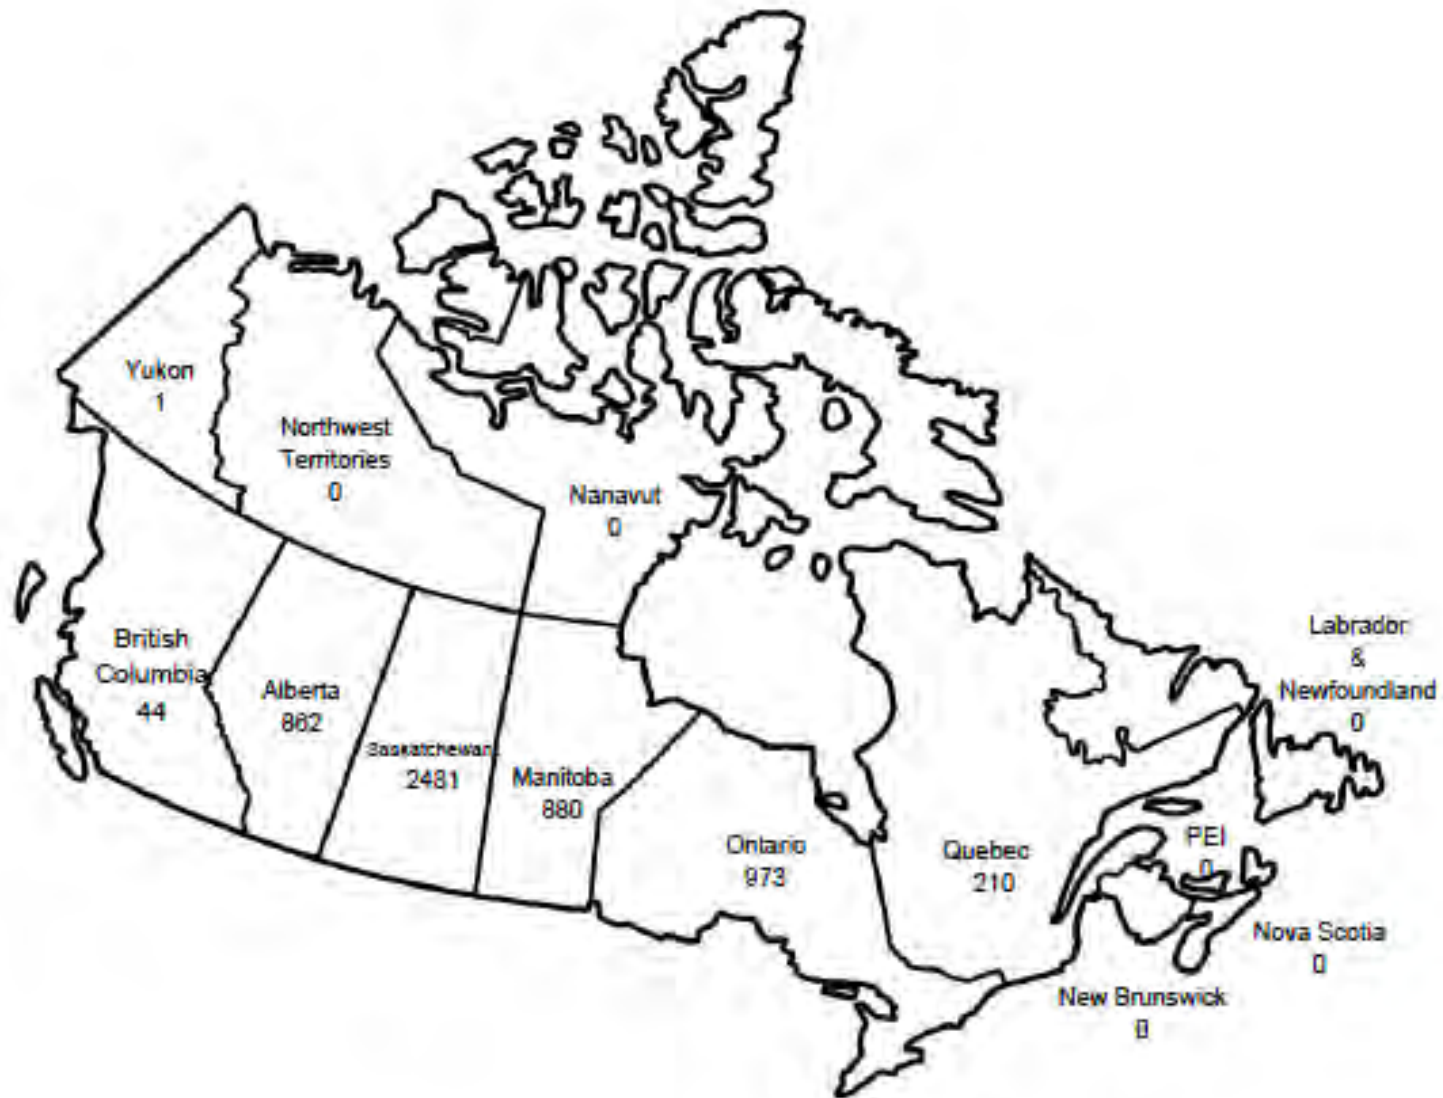 Yukon
1
Northwest
Territories
0
Nanavut
0
British
Columbia
44
Alberta
862
Saskatchewan
2481
Manitoba
880
Ontario
973
Quebec
210
Labrador
&
Newfoundland
0
PEI
0
Nova Scotia
0
New Brunswick
0